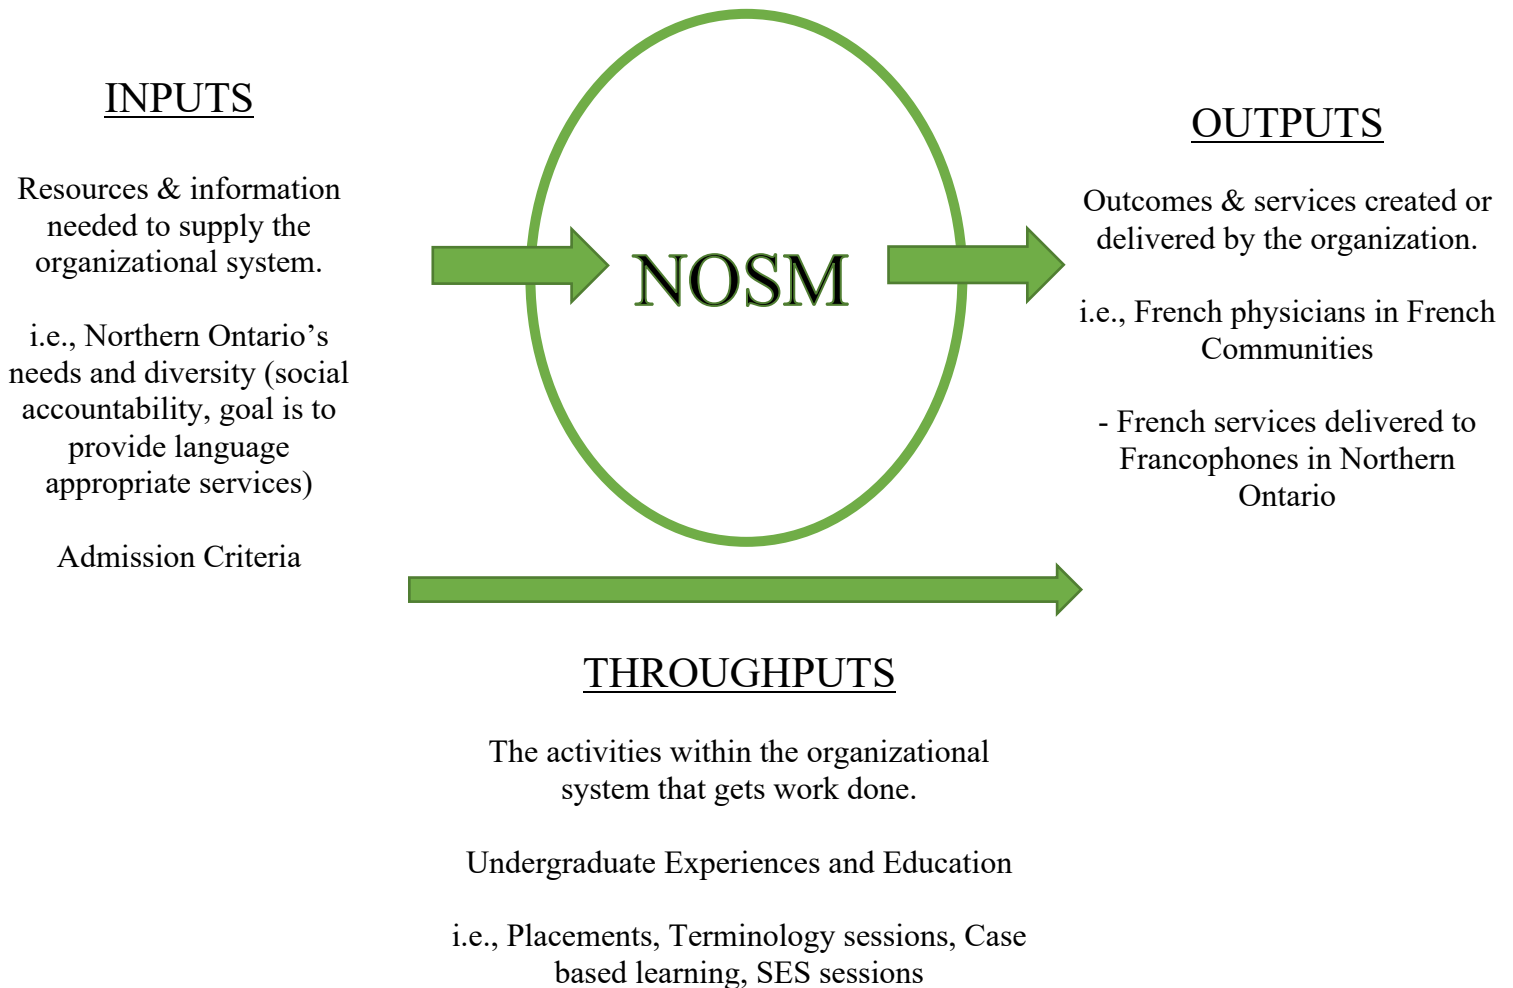 INPUTS
Resources & information
needed to supply the
organizational system.
i.e., Northern Ontario’s
needs and diversity (social
accountability, goal is to
provide language
appropriate services)
Admission Criteria
NOSM
OUTPUTS
Outcomes & services created or
delivered by the organization.
i.e., French physicians in French
Communities
- French services delivered to
Francophones in Northern
Ontario
THROUGHPUTS
The activities within the organizational
system that gets work done.
Undergraduate Experiences and Education
i.e., Placements, Terminology sessions, Case
based learning, SES sessions